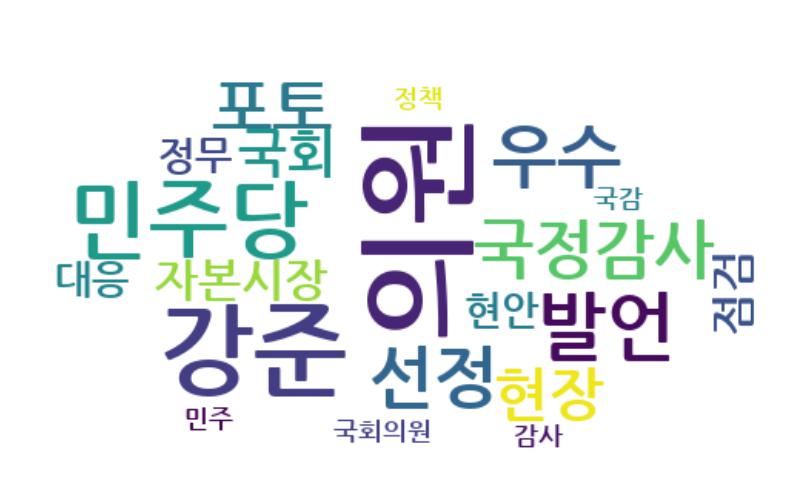 포토
정책
정무
국회
의원
우수
민주당
국감
국정감사
대응
자본시장
현안
발언
점검
강준
선정
현장
민주
국회의원
감사